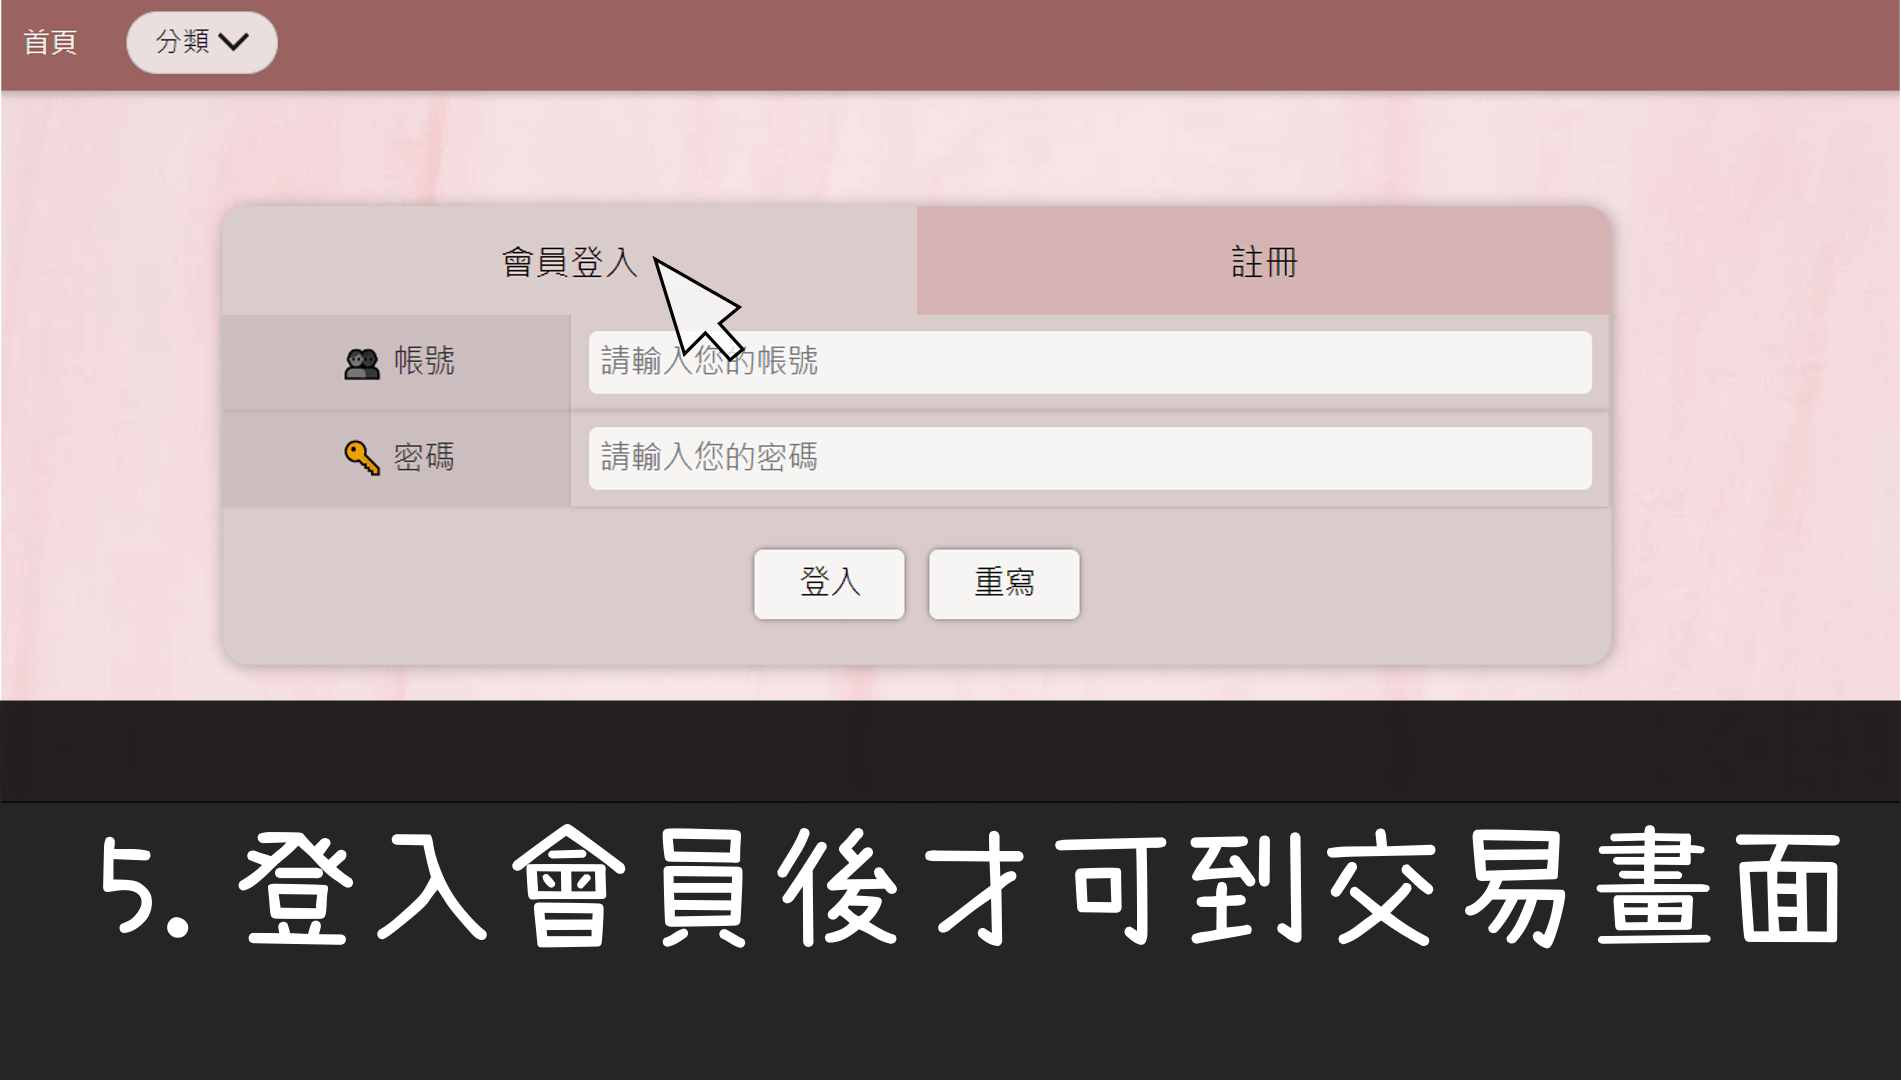 首頁 分類
會員登入 註冊
帳號 請輸入您的帳號
密碼 請輸入您的密碼
登入 重寫
5. 登入會員後才可到交易畫面